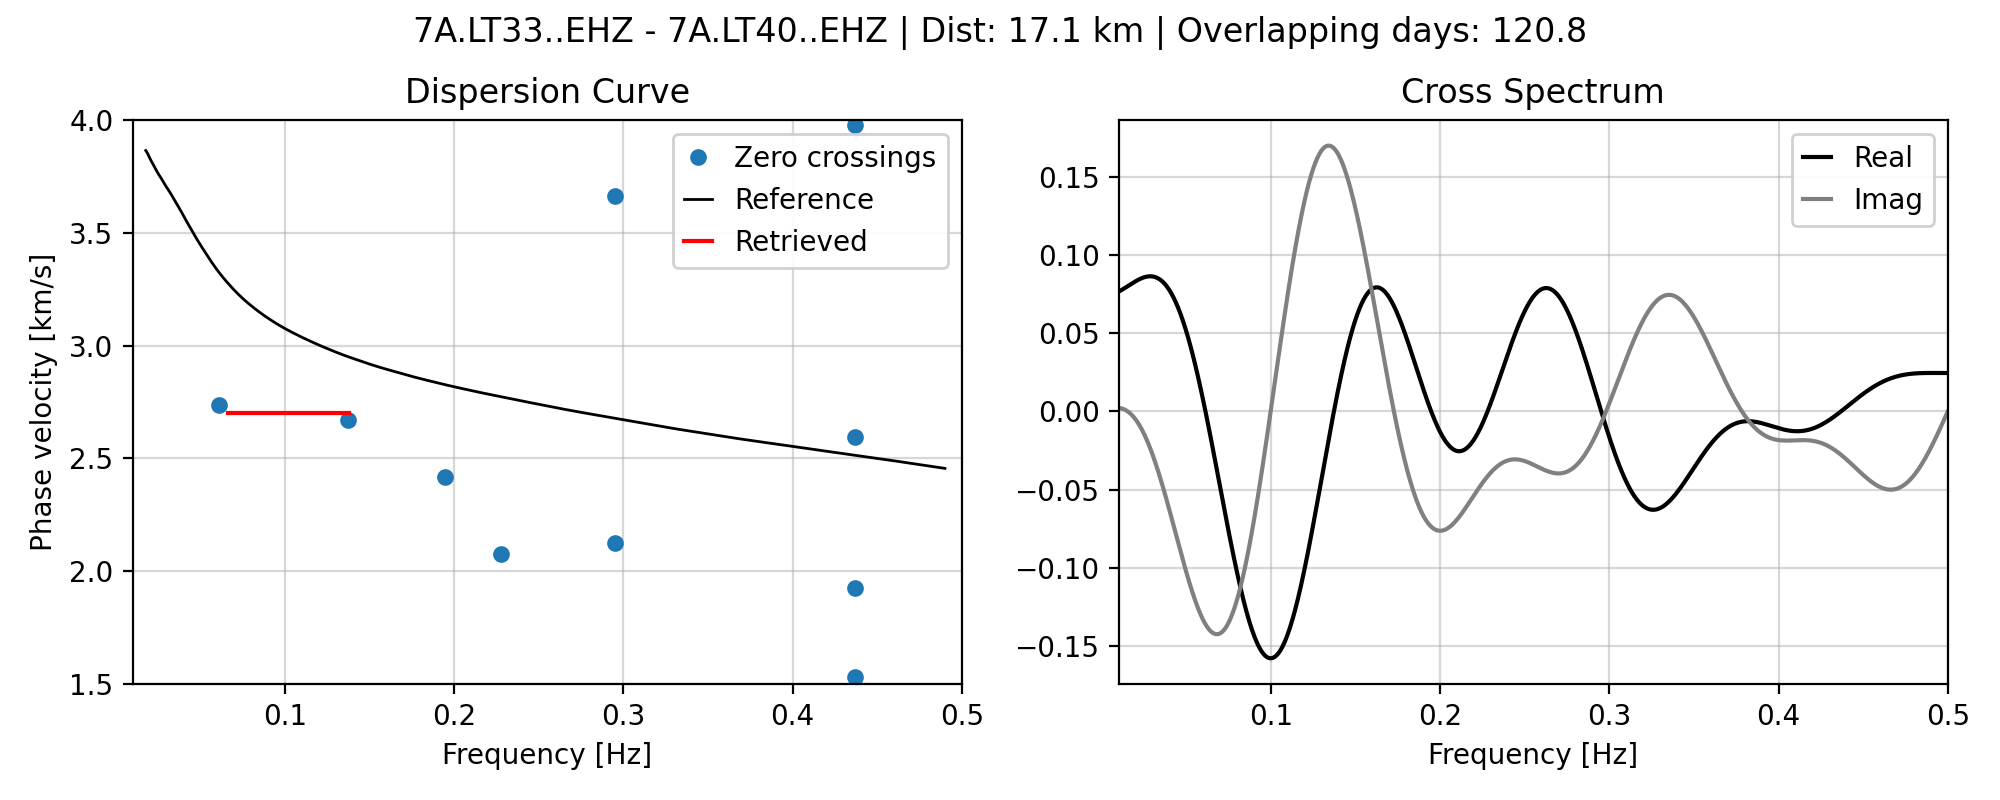 7A.LT33..EHZ - 7A.LT40..EHZ | Dist: 17.1 km | Overlapping days: 120.8
Dispersion Curve
4.0
3.5
3.0
2.5
2.0
1.5
Phase velocity [km/s]
0.1 0.2 0.3 0.4 0.5
Frequency [Hz]
Zero crossings
Reference
Retrieved
Cross Spectrum
0.15
0.10
0.05
0.00
−0.05
−0.10
−0.15
0.1 0.2 0.3 0.4 0.5
Frequency [Hz]
Real
Imag